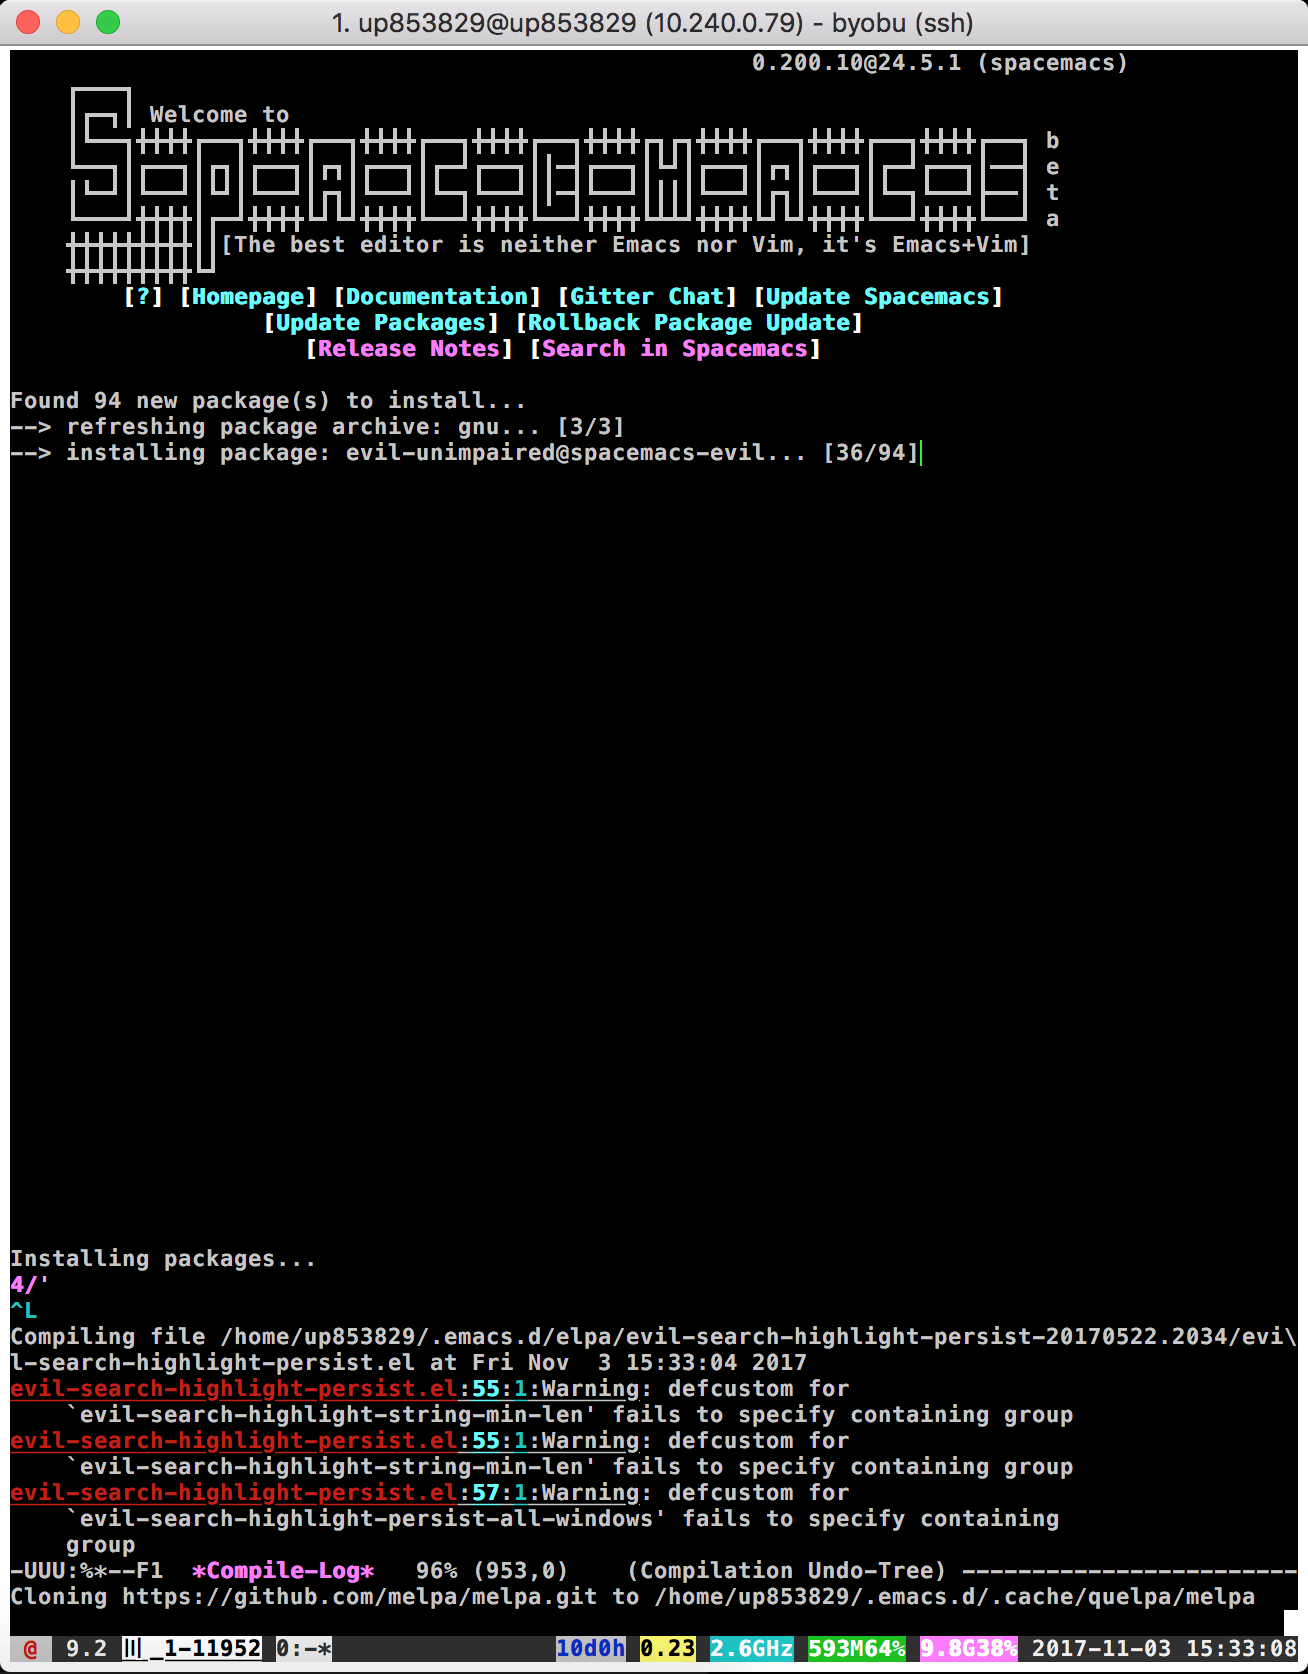 1. up853829@up853829 (10.240.0.79) - byobu (ssh)
0.200.10@24.5.1 (spacemacs)
Welcome to
SPACEMACS
beta
[The best editor is neither Emacs nor Vim, it's Emacs+Vim]
[?] [Homepage] [Documentation] [Gitter Chat] [Update Spacemacs]
[Update Packages] [Rollback Package Update]
[Release Notes] [Search in Spacemacs]
Found 94 new package(s) to install...
--> refreshing package archive: gnu... [3/3]
--> installing package: evil-unimpaired@spacemacs-evil... [36/94]
Installing packages...
4/'
^L
Compiling file /home/up853829/.emacs.d/elpa/evil-search-highlight-persist-20170522.2034/evi\
l-search-highlight-persist.el at Fri Nov  3 15:33:04 2017
evil-search-highlight-persist.el:55:1:Warning: defcustom for
`evil-search-highlight-string-min-len' fails to specify containing group
evil-search-highlight-persist.el:55:1:Warning: defcustom for
`evil-search-highlight-string-min-len' fails to specify containing group
evil-search-highlight-persist.el:57:1:Warning: defcustom for
`evil-search-highlight-persist-all-windows' fails to specify containing
group
-UUU:%*--F1  *Compile-Log*   96% (953,0)    (Compilation Undo-Tree) ------------------------
Cloning https://github.com/melpa/melpa.git to /home/up853829/.emacs.d/.cache/quelpa/melpa
@ 9.2 _1-11952 0:-* 10d0h 0.23 2.6GHz 593M64% 9.8G38% 2017-11-03 15:33:08